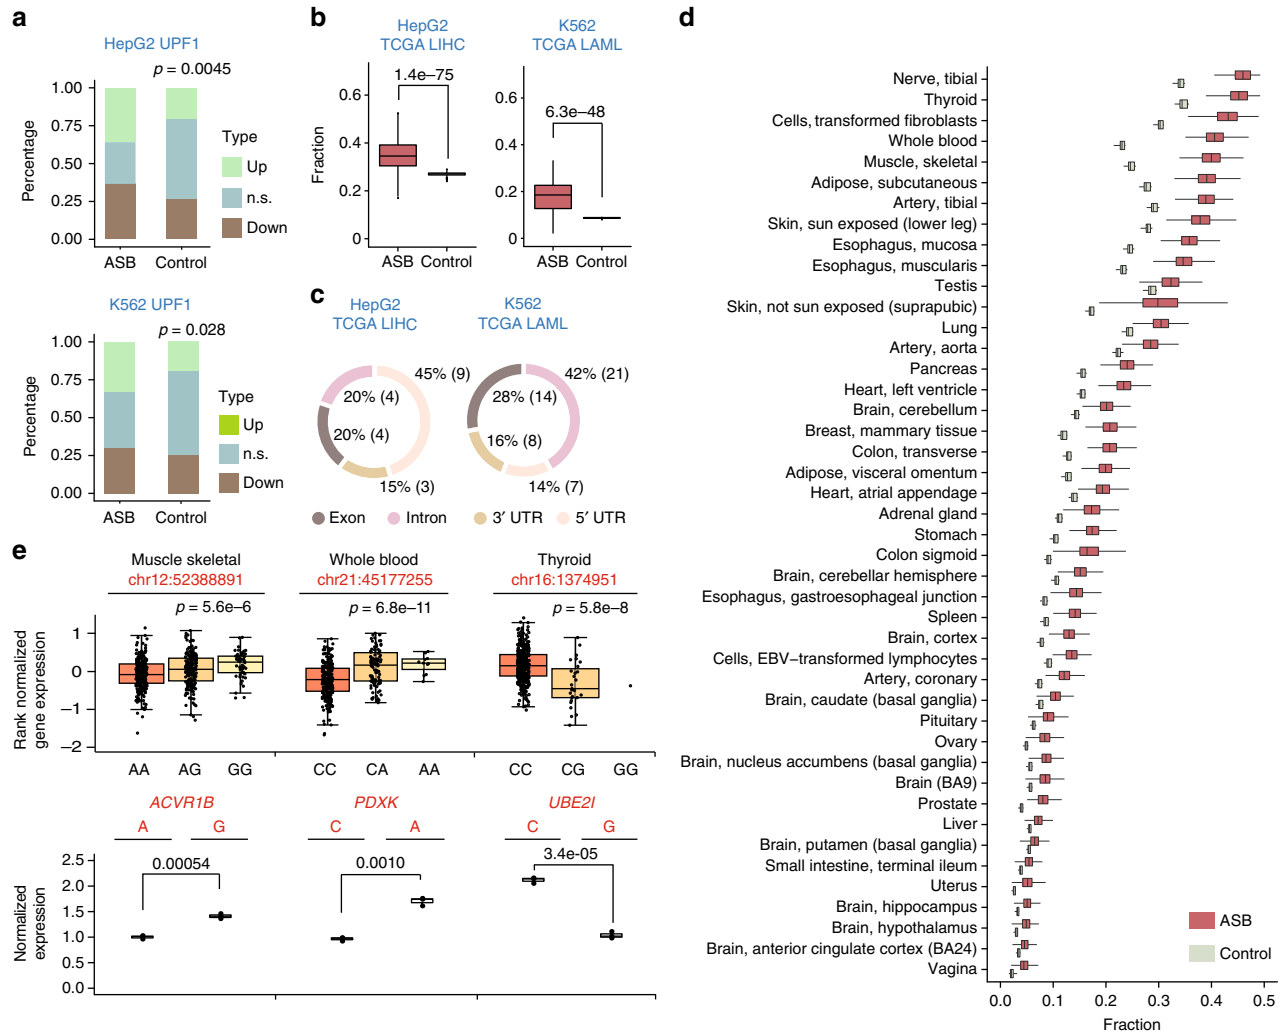 a
HepG2 UPF1
p = 0.0045
1.00
0.75
0.50
0.25
0.00
Percentage
ASB Control
Type
Up
n.s.
Down
K562 UPF1
p = 0.028
1.00
0.75
0.50
0.25
0.00
Percentage
ASB Control
Type
Up
n.s.
Down
b
HepG2
TCGA LIHC
1.4e–75
0.6
0.4
0.2
0
Fraction
ASB Control
K562
TCGA LAML
6.3e–48
0.6
0.4
0.2
0
ASB Control
c
HepG2
TCGA LIHC
45% (9)
20% (4)
20% (4)
15% (3)
K562
TCGA LAML
42% (21)
28% (14)
16% (8)
14% (7)
Exon Intron 3′ UTR 5′ UTR
d
Nerve, tibial
Thyroid
Cells, transformed fibroblasts
Whole blood
Muscle, skeletal
Adipose, subcutaneous
Artery, tibial
Skin, sun exposed (lower leg)
Esophagus, mucosa
Esophagus, muscularis
Testis
Skin, not sun exposed (suprapubic)
Lung
Artery, aorta
Pancreas
Heart, left ventricle
Brain, cerebellum
Breast, mammary tissue
Colon, transverse
Adipose, visceral omentum
Heart, atrial appendage
Adrenal gland
Stomach
Colon sigmoid
Brain, cerebellar hemisphere
Esophagus, gastroesophageal junction
Spleen
Brain, cortex
Cells, EBV−transformed lymphocytes
Artery, coronary
Brain, caudate (basal ganglia)
Pituitary
Ovary
Brain, nucleus accumbens (basal ganglia)
Brain (BA9)
Prostate
Liver
Brain, putamen (basal ganglia)
Small intestine, terminal ileum
Uterus
Brain, hippocampus
Brain, hypothalamus
Brain, anterior cingulate cortex (BA24)
Vagina
ASB
Control
0.0 0.1 0.2 0.3 0.4 0.5
Fraction
e
Muscle skeletal
chr12:52388891
p = 5.6e–6
Whole blood
chr21:45177255
p = 6.8e–11
Thyroid
chr16:1374951
p = 5.8e–8
Rank normalized
gene expression
1
0
–1
–2
AA AG GG CC CA AA CC CG GG
ACVR1B PDXK UBE2I
A G C A C G
Normalized
expression
2.5
2.0
1.5
1.0
0.5
0.0
0.00054
0.0010
3.4e-05